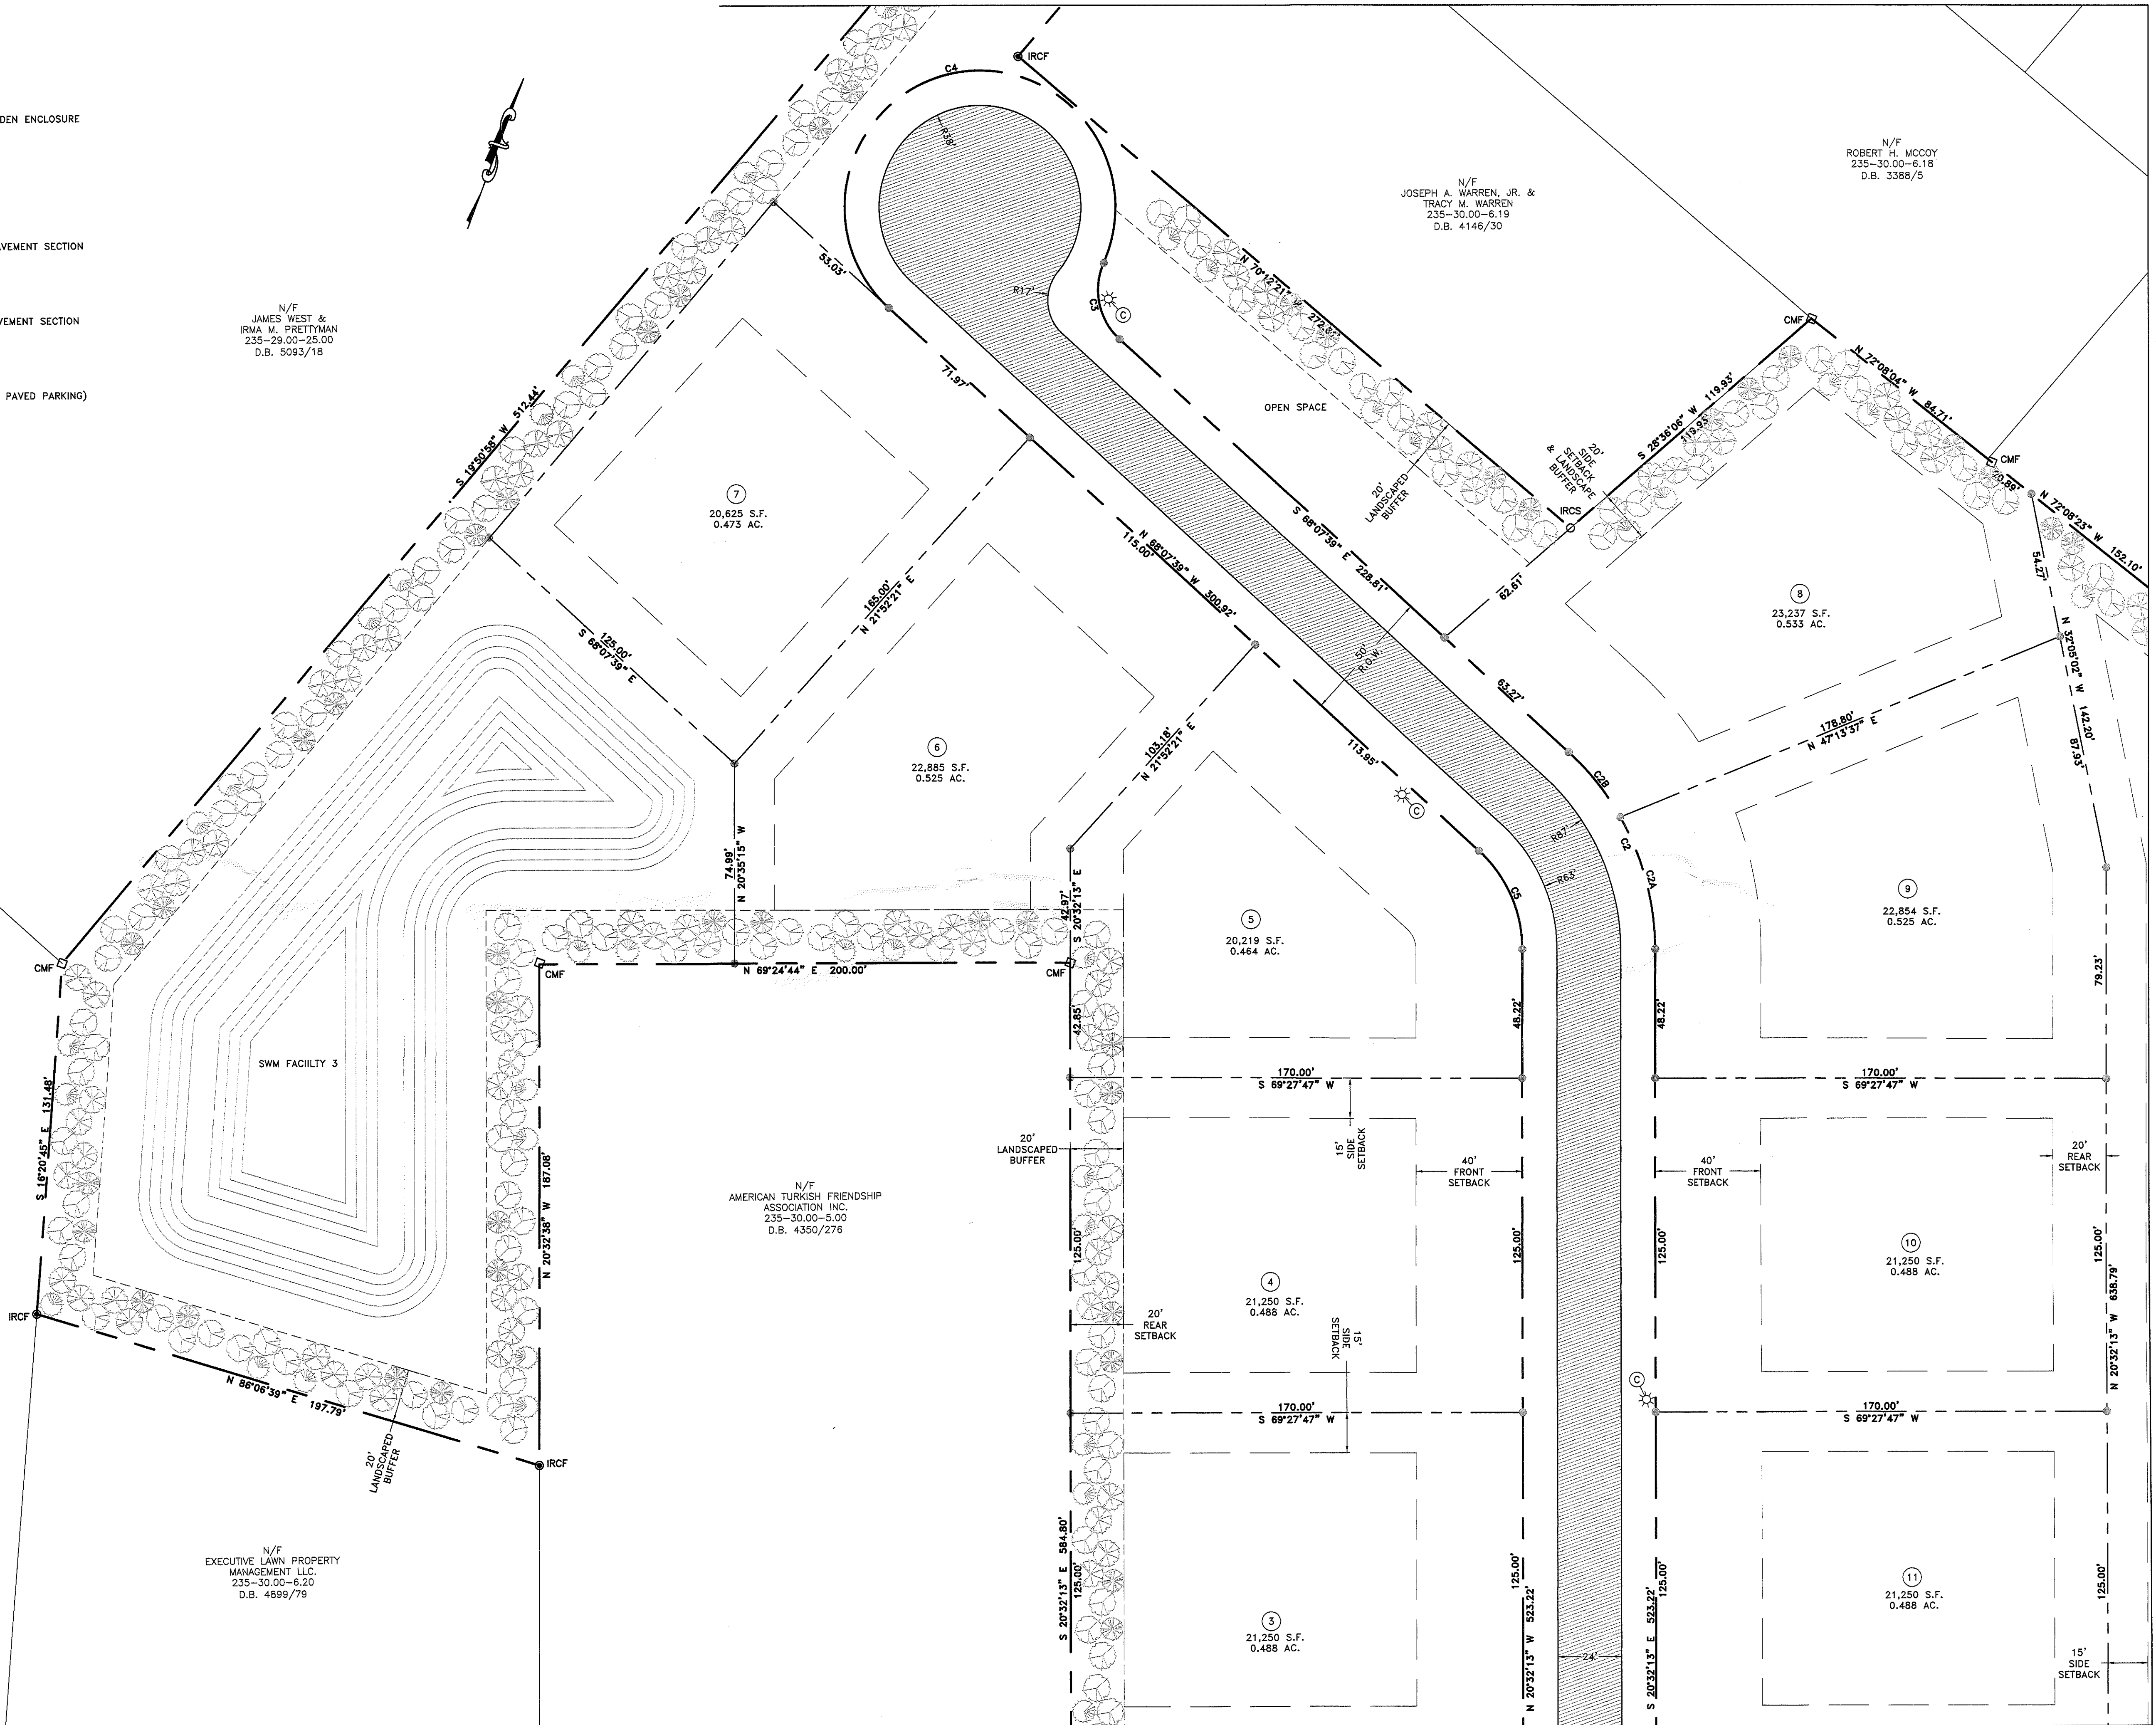 DEN ENCLOSURE
AVEMENT SECTION
VEMENT SECTION
PAVED PARKING)
N/F
JAMES WEST &
IRMA M. PRETTYMAN
235-29.00-25.00
D.B. 5093/18
C4
IRCF
R38'
53.03'
R17'
C3
C
71.97'
S 19°50'58" W 512.44'
N/F
JOSEPH A. WARREN, JR. &
TRACY M. WARREN
235-30.00-6.19
D.B. 4146/30
N/F
ROBERT H. MCCOY
235-30.00-6.18
D.B. 3388/5
N 70°12'21" W 272.61'
OPEN SPACE
20'
LANDSCAPED
BUFFER
20'
SIDE
SETBACK
& LANDSCAPE
BUFFER
S 28°36'06" W 119.93'
119.93'
CMF
N 72°08'04" W 84.71'
CMF
20.89'
N 72°08'23" W 152.10'
IRCS
54.27'
N 32°05'02" W 142.20'
87.93'
62.61'
S 68°07'39" E 228.81'
N 68°07'39" W 300.92'
115.00'
50'
R.O.W.
63.27'
7
20,625 S.F.
0.473 AC.
125.00'
S 68°07'39" E
165.00'
N 21°52'21" E
6
22,885 S.F.
0.525 AC.
103.18'
N 21°52'21" E
113.95'
C
8
23,237 S.F.
0.533 AC.
178.80'
N 47°13'37" E
C2B
C2
C2A
R87'
R63'
C5
74.99'
N 20°35'15" W
42.97'
S 20°32'13" E
5
20,219 S.F.
0.464 AC.
9
22,854 S.F.
0.525 AC.
79.23'
CMF
CMF
N 69°24'44" E 200.00'
CMF
42.85'
48.22'
48.22'
SWM FACIILTY 3
S 16°20'45" E 131.48'
170.00'
S 69°27'47" W
170.00'
S 69°27'47" W
20'
LANDSCAPED
BUFFER
15'
SIDE
SETBACK
40'
FRONT
SETBACK
40'
FRONT
SETBACK
20'
REAR
SETBACK
N 20°32'38" W 187.08'
N/F
AMERICAN TURKISH FRIENDSHIP
ASSOCIATION INC.
235-30.00-5.00
D.B. 4350/276
125.00'
125.00'
125.00'
125.00'
4
21,250 S.F.
0.488 AC.
10
21,250 S.F.
0.488 AC.
20'
REAR
SETBACK
15'
SIDE
SETBACK
N 20°32'13" W 638.79'
IRCF
N 86°06'39" E 197.79'
20'
LANDSCAPED
BUFFER
IRCF
C
170.00'
S 69°27'47" W
170.00'
S 69°27'47" W
N/F
EXECUTIVE LAWN PROPERTY
MANAGEMENT LLC.
235-30.00-6.20
D.B. 4899/79
S 20°32'13" E 584.80'
125.00'
3
21,250 S.F.
0.488 AC.
125.00'
N 20°32'13" W 523.22'
24'
S 20°32'13" E 523.22'
125.00'
11
21,250 S.F.
0.488 AC.
125.00'
15'
SIDE
SETBACK